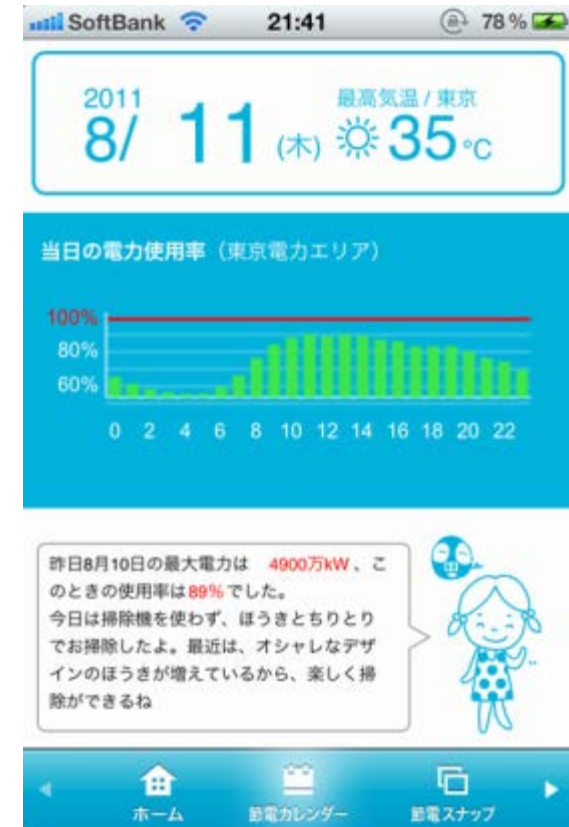 SoftBank 21:41 78%
2011
8/ 11 (木)
最高気温 / 東京
35°C
当日の電力使用率(東京電力エリア)
100%
80%
60%
0 2 4 6 8 10 12 14 16 18 20 22
昨日8月10日の最大電力は 4900万kW、こ
のときの使用率は89%でした。
今日は掃除機を使わず、ほうきとちりとり
でお掃除したよ。最近は、オシャレなデザ
インのほうきが増えているから、楽しく掃
除ができるね
ホーム 節電カレンダー 節電スナップ